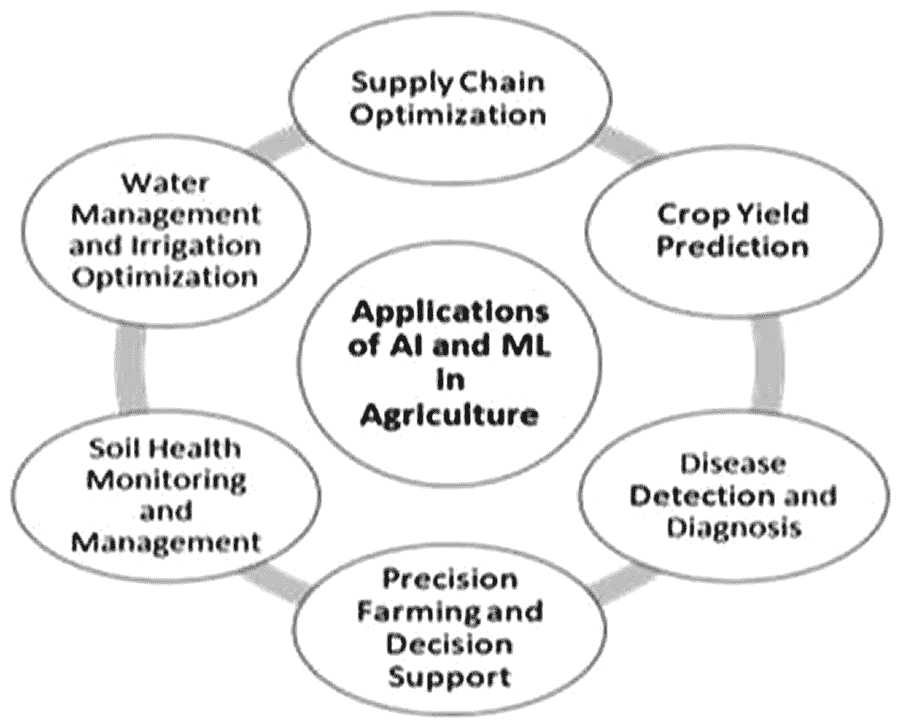 Supply Chain
Optimization
Crop Yield
Prediction
Disease
Detection and
Diagnosis
Precision
Farming and
Decision
Support
Soil Health
Monitoring
and
Management
Water
Management
and Irrigation
Optimization
Applications
of AI and ML
in
Agriculture